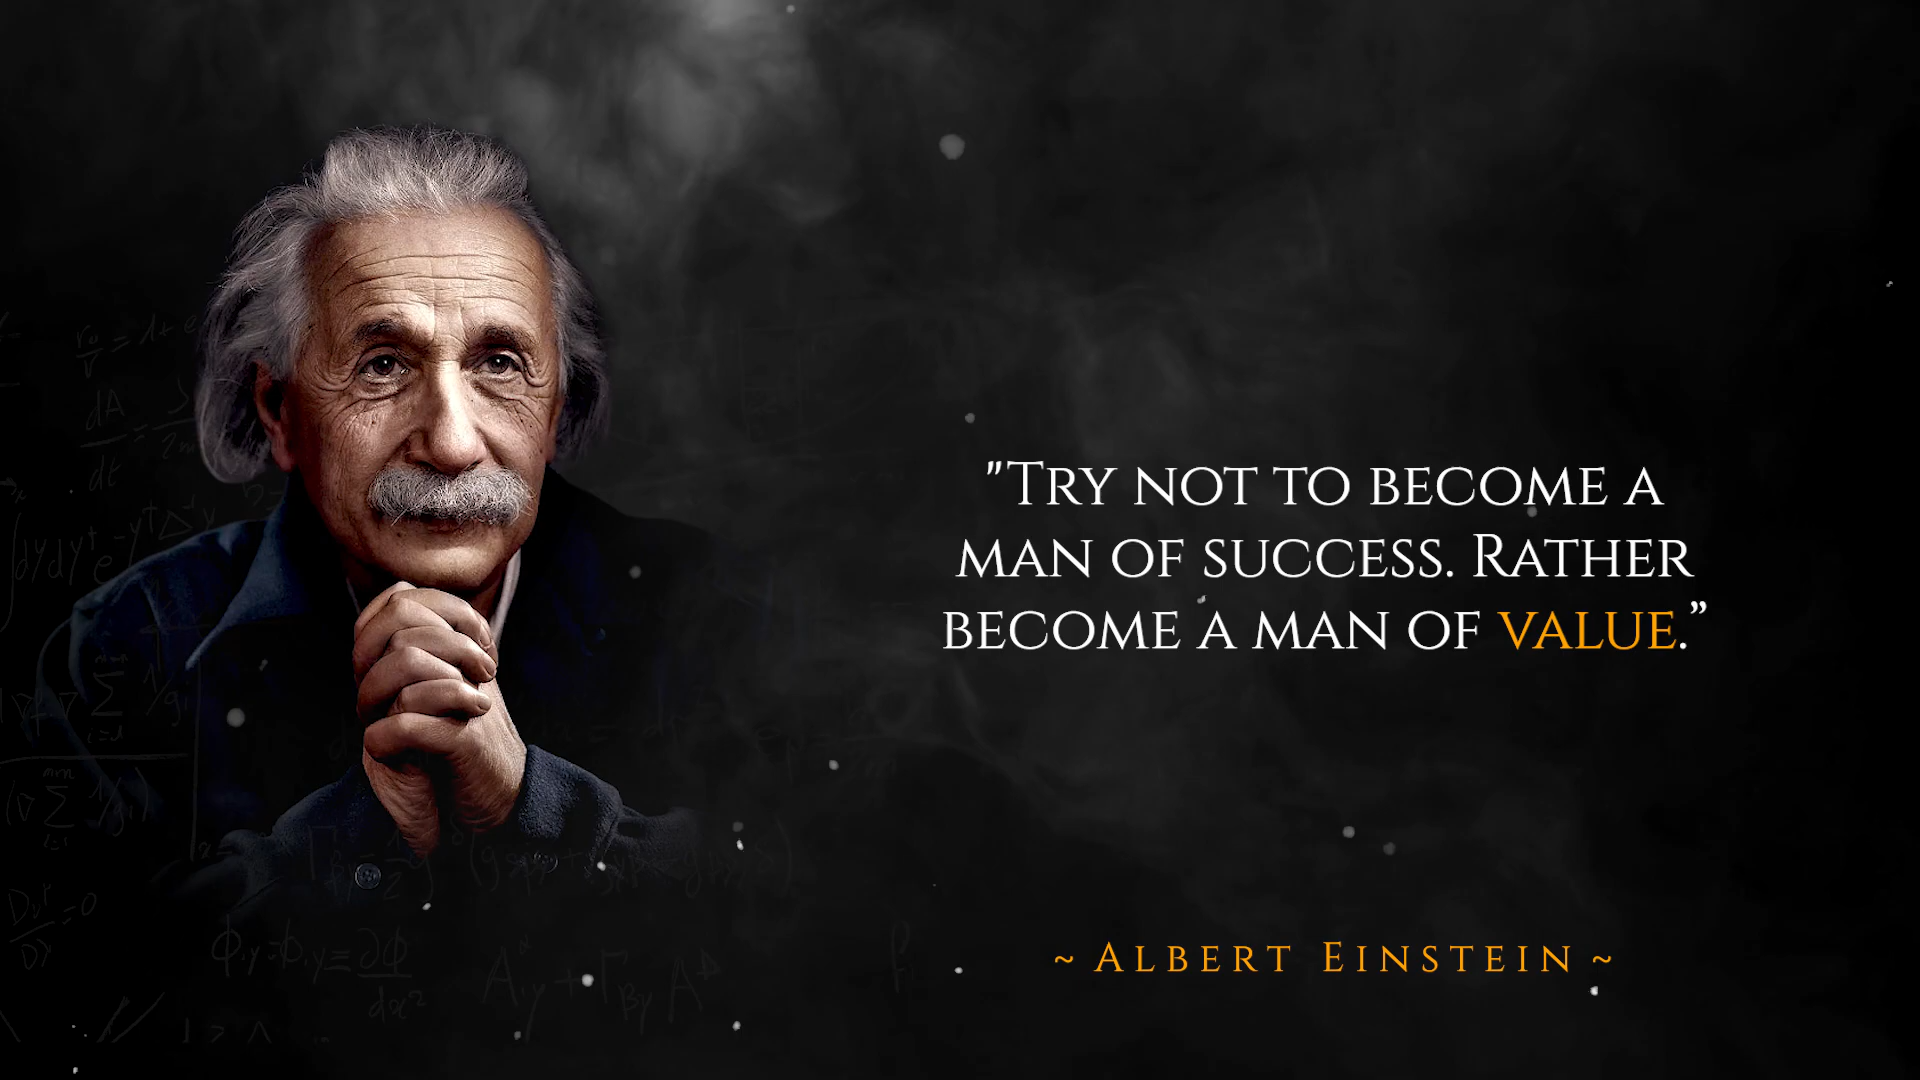 "Try not to become a
man of success. Rather
become a man of value.”
~ Albert Einstein ~